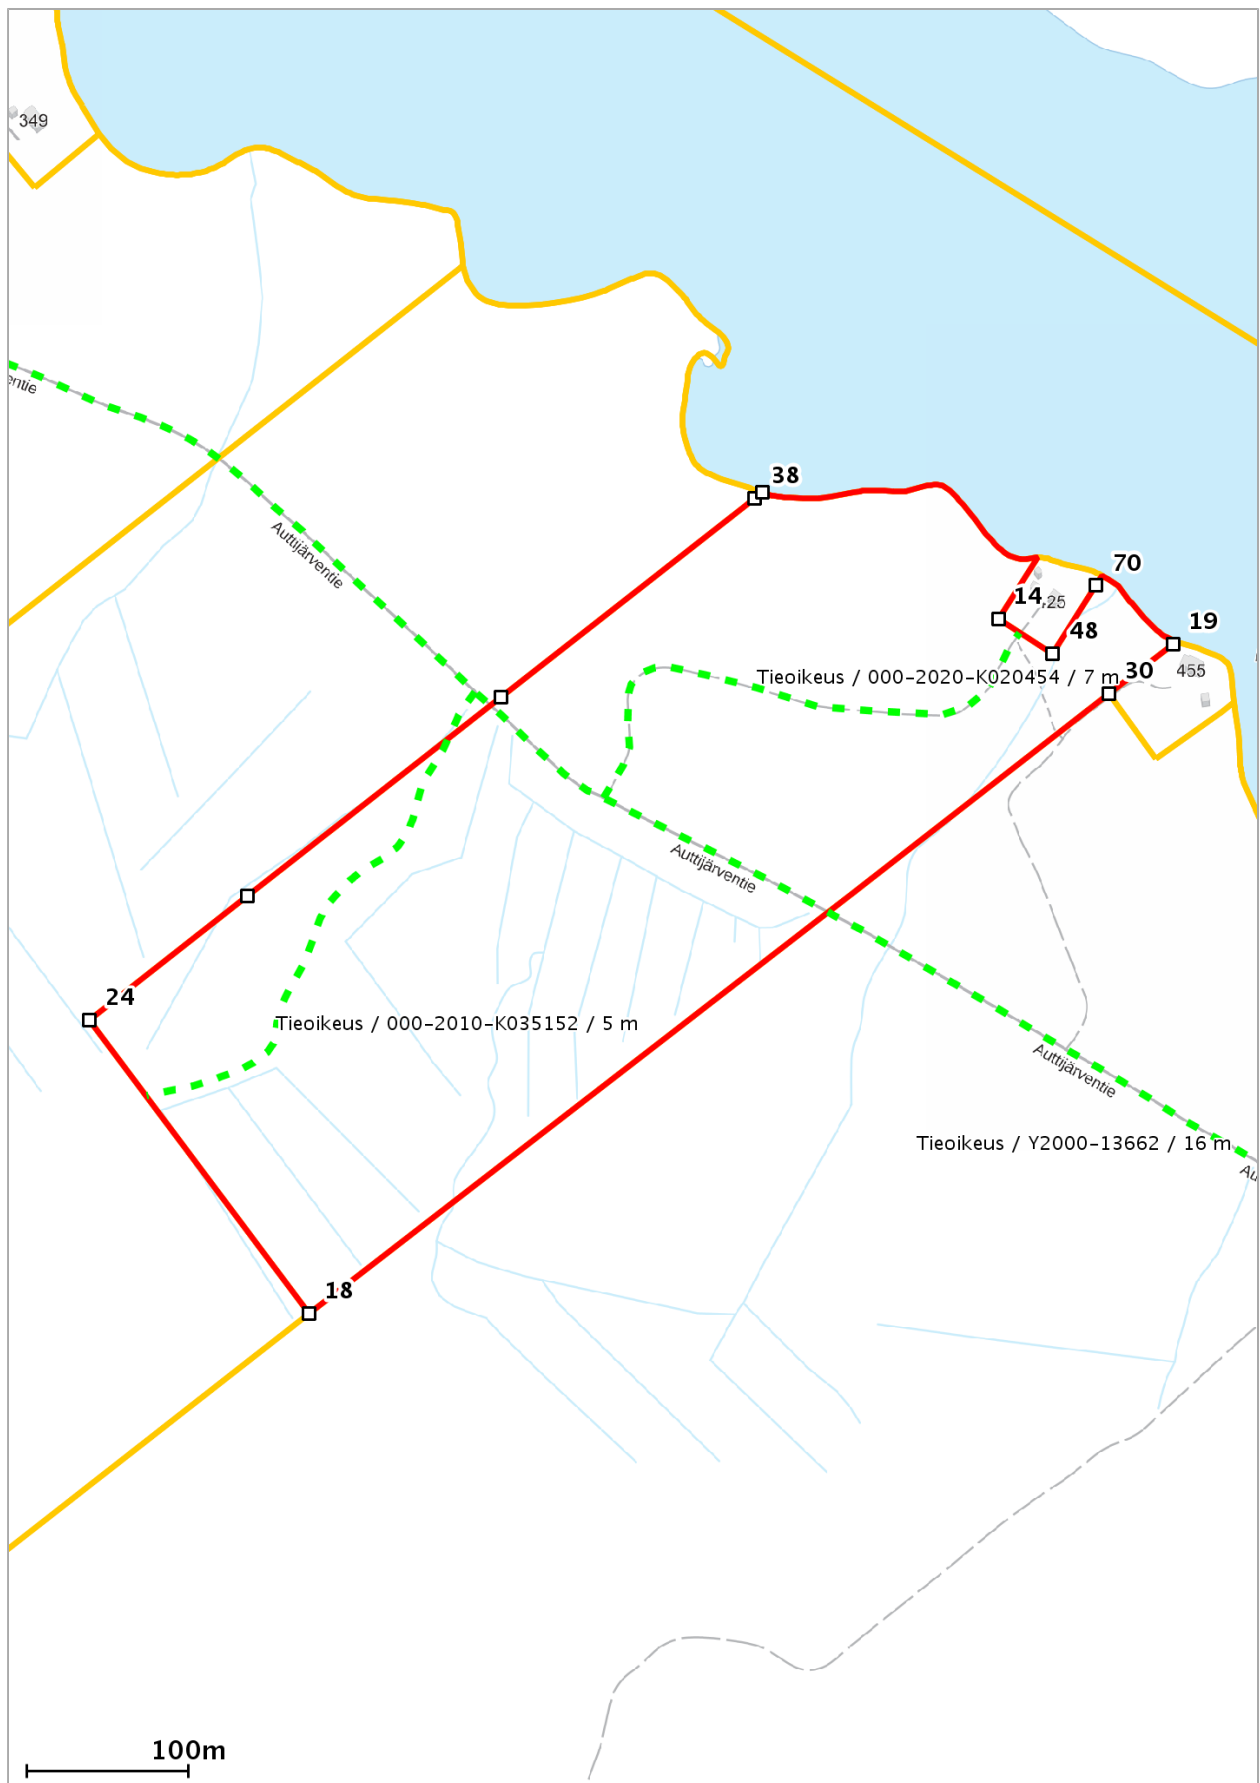 349
entie
Auttijärventie
38
70
14
425
48
19
Tieoikeus / 000-2020-K020454 / 7 m
30
455
Auttijärventie
24
Tieoikeus / 000-2010-K035152 / 5 m
Auttijärventie
Tieoikeus / Y2000-13662 / 16 m
Au
18
100m